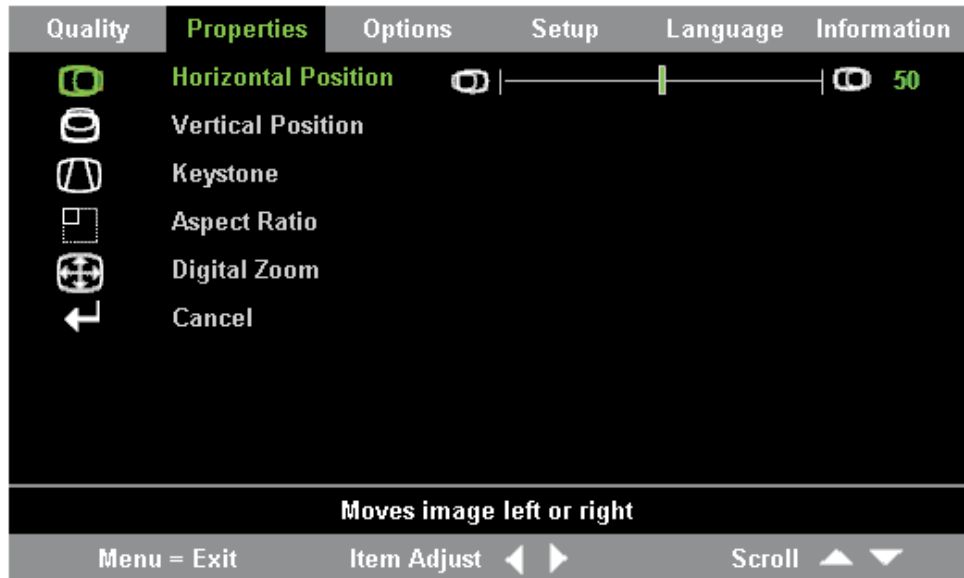 Quality Properties Options Setup Language Information
Horizontal Position 50
Vertical Position
Keystone
Aspect Ratio
Digital Zoom
Cancel
Moves image left or right
Menu = Exit Item Adjust Scroll